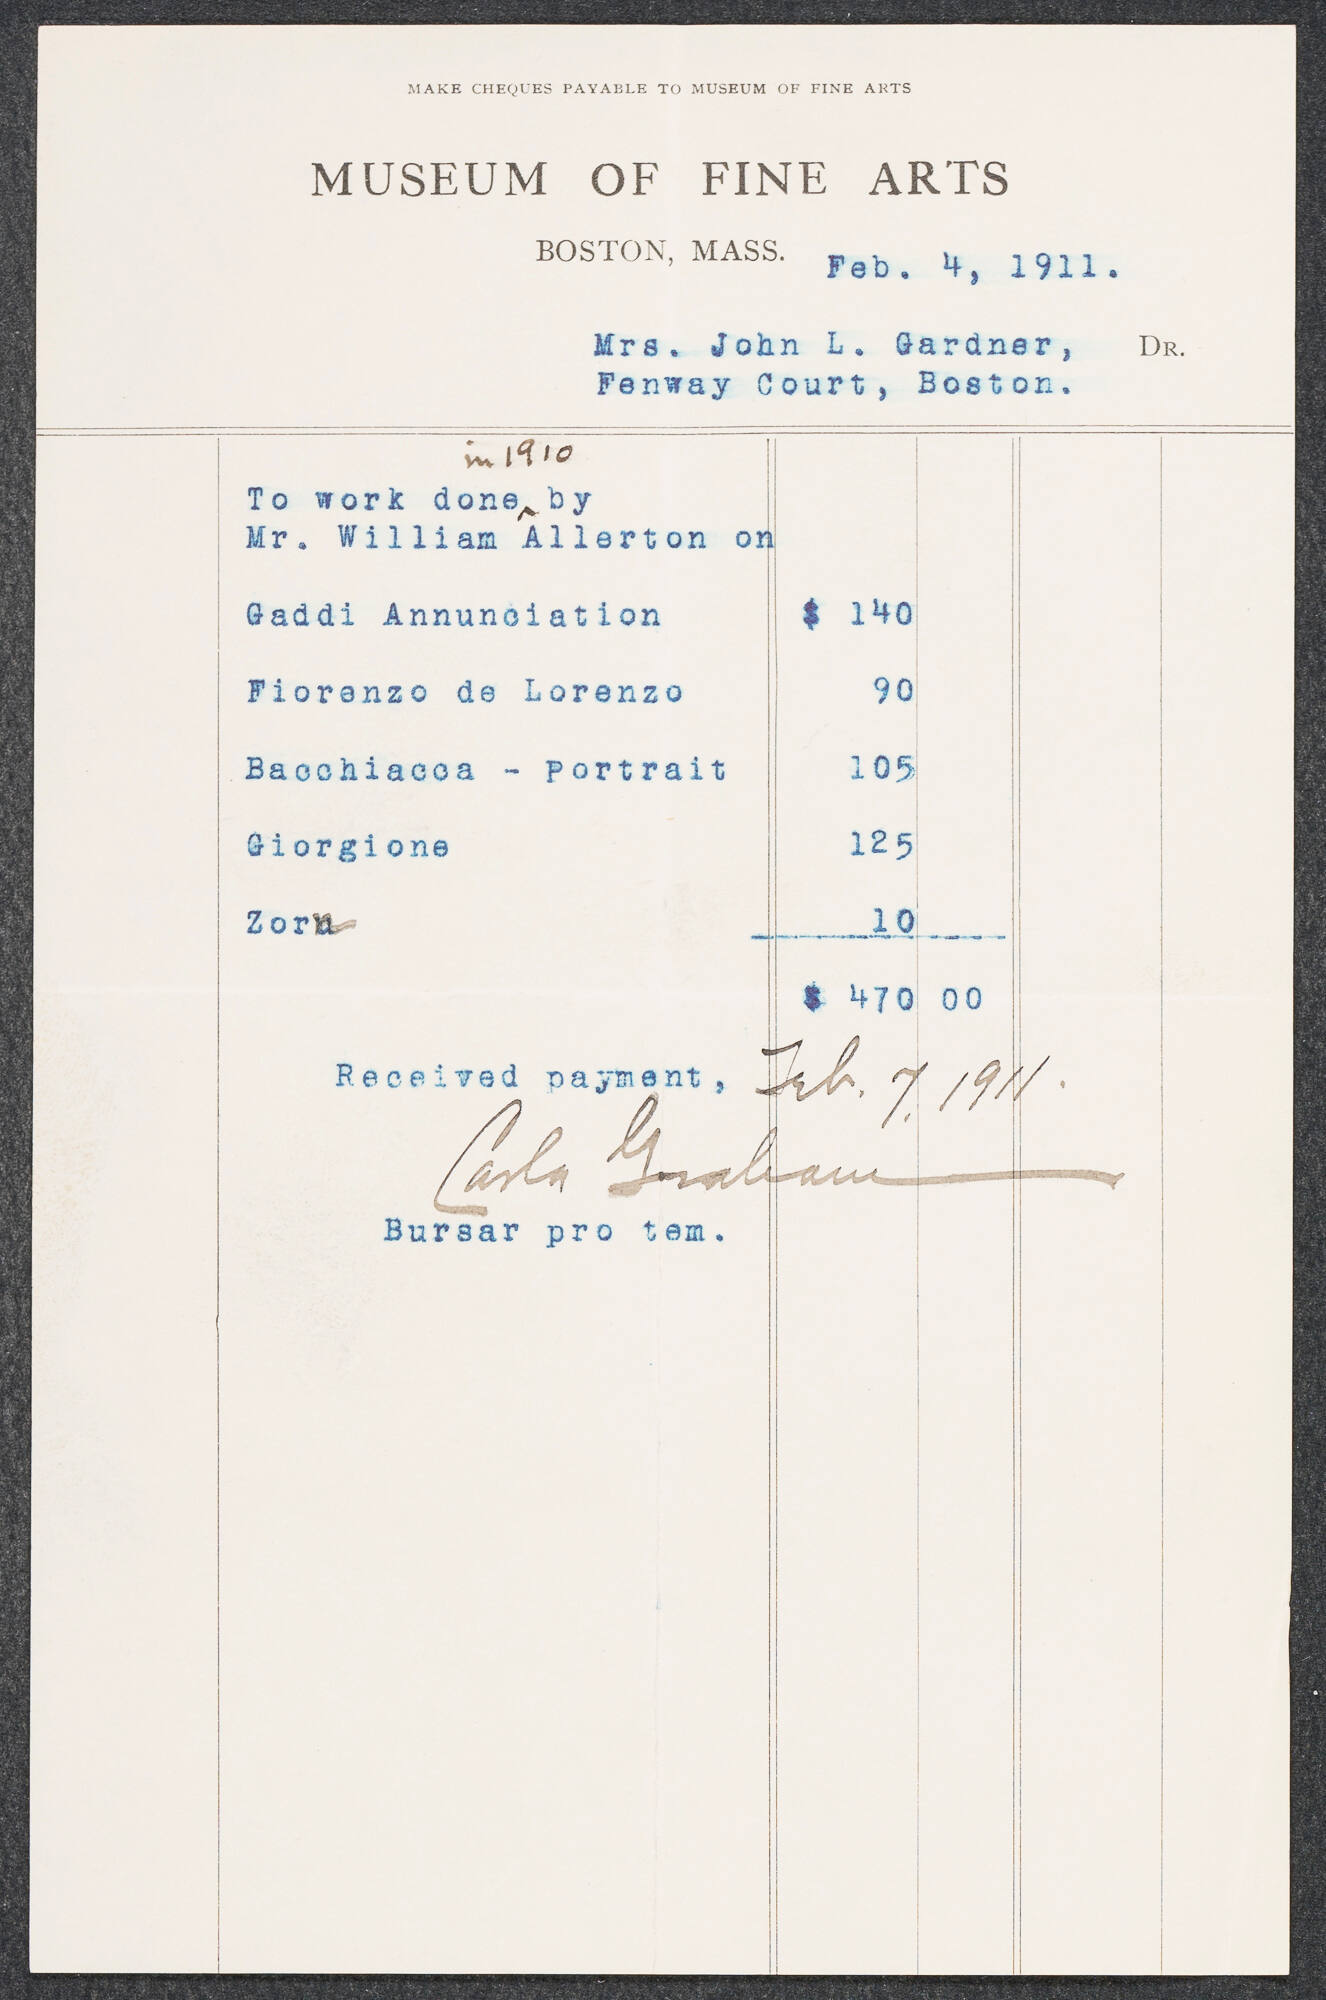 MAKE CHEQUES PAYABLE TO MUSEUM OF FINE ARTS
MUSEUM OF FINE ARTS
BOSTON, MASS. Feb. 4, 1911.
Mrs. John L. Gardner, DR.
Fenway Court, Boston.
in 1910
To work done ^ by
Mr. William Allerton on
Gaddi Annunciation $ 140
Fiorenzo de Lorenzo 90
Bacchiacca - Portrait 105
Giorgione 125
Zorn 10
$ 470 00
Received payment, Feb. 7, 1911.
Carla Graham
Bursar pro tem.